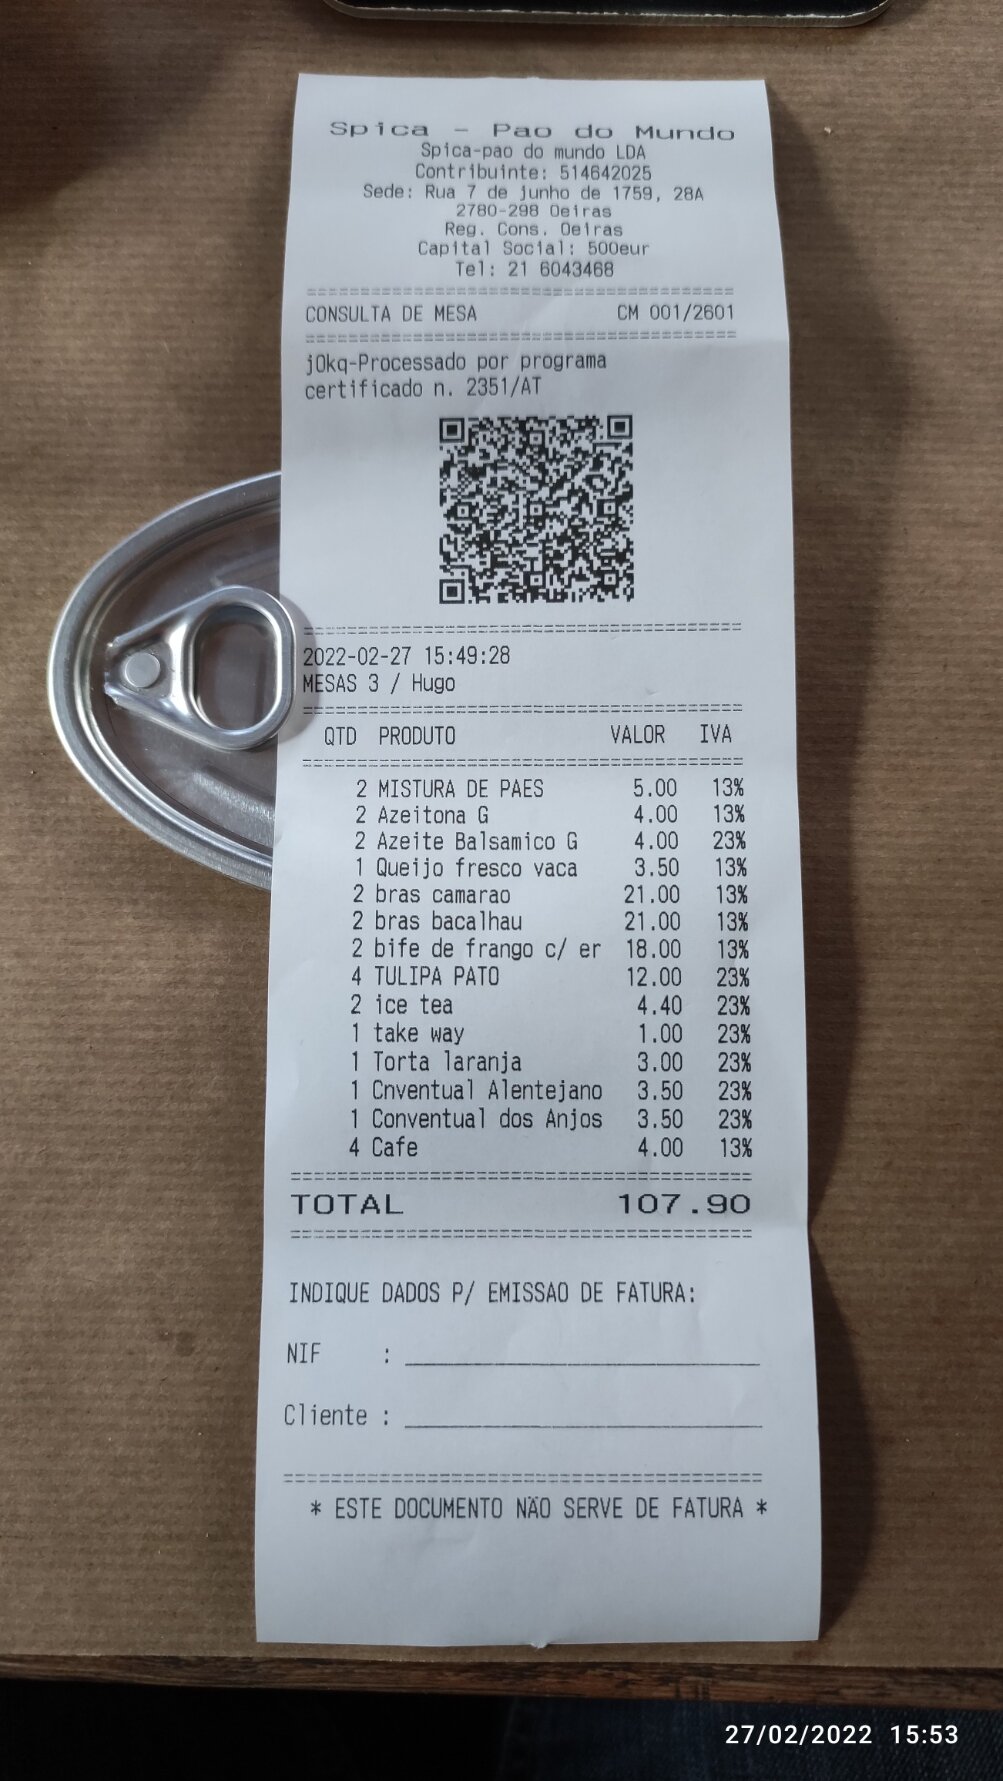 Spica - Pao do Mundo
Spica-pao do mundo LDA
Contribuinte: 514642025
Sede: Rua 7 de junho de 1759, 28A
2780-298 Oeiras
Reg. Cons. Oeiras
Capital Social: 500eur
Tel: 21 6043468
CONSULTA DE MESA CM 001/2601
jOkq-Processado por programa
certificado n. 2351/AT
2022-02-27 15:49:28
MESAS 3 / Hugo
QTD PRODUTO VALOR IVA
2 MISTURA DE PAES 5.00 13%
2 Azeitona G 4.00 13%
2 Azeite Balsamico G 4.00 23%
1 Queijo fresco vaca 3.50 13%
2 bras camarao 21.00 13%
2 bras bacalhau 21.00 13%
2 bife de frango c/ er 18.00 13%
4 TULIPA PATO 12.00 23%
2 ice tea 4.40 23%
1 take way 1.00 23%
1 Torta laranja 3.00 23%
1 Cnventual Alentejano 3.50 23%
1 Conventual dos Anjos 3.50 23%
4 Cafe 4.00 13%
TOTAL 107.90
INDIQUE DADOS P/ EMISSAO DE FATURA:
NIF :
Cliente :
* ESTE DOCUMENTO NÃO SERVE DE FATURA *
27/02/2022 15:53